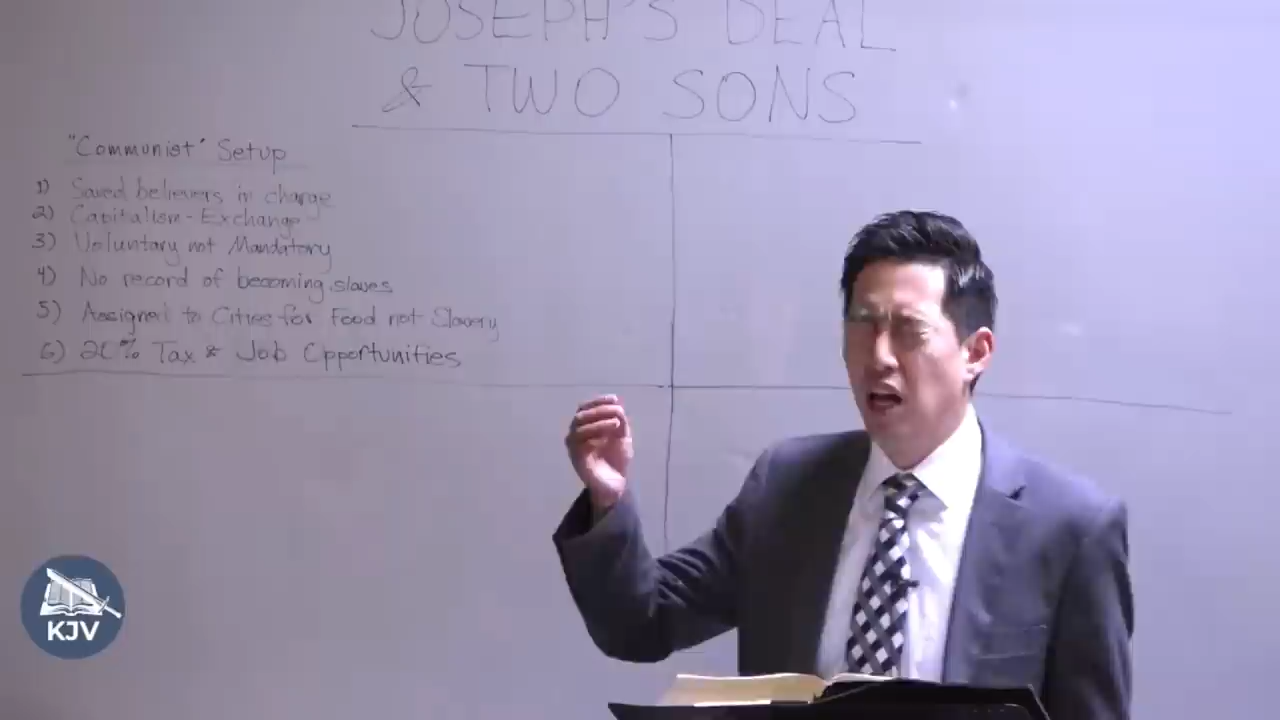 JOSEPH'S DEAL
& TWO SONS
"Communist" Setup
1) Saved believers in charge
2) Capitalism - Exchange
3) Voluntary not Mandatory
4) No record of becoming slaves
5) Assigned to Cities for Food not Slavery
6) 20% Tax & Job Opportunities
KJV